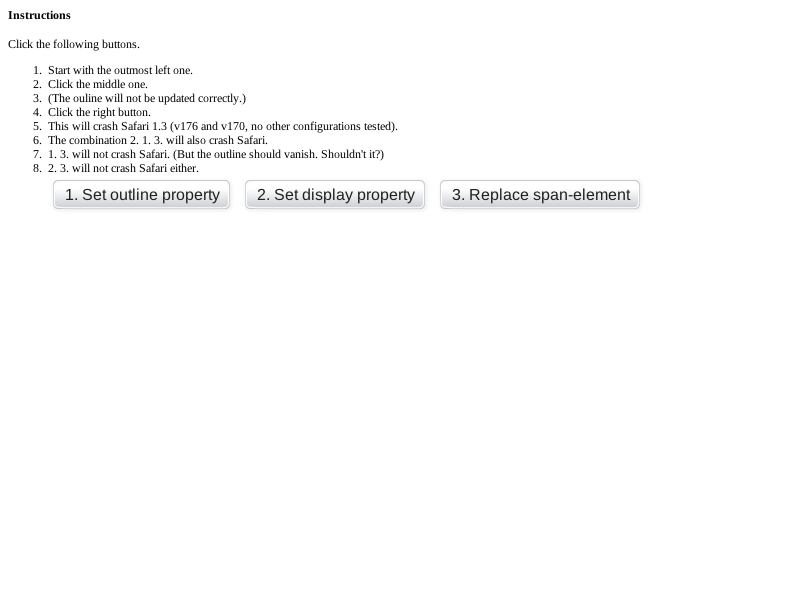 Instructions
Click the following buttons.
1. Start with the outmost left one.
2. Click the middle one.
3. (The ouline will not be updated correctly.)
4. Click the right button.
5. This will crash Safari 1.3 (v176 and v170, no other configurations tested).
6. The combination 2. 1. 3. will also crash Safari.
7. 1. 3. will not crash Safari. (But the outline should vanish. Shouldn't it?)
8. 2. 3. will not crash Safari either.
1. Set outline property 2. Set display property 3. Replace span-element